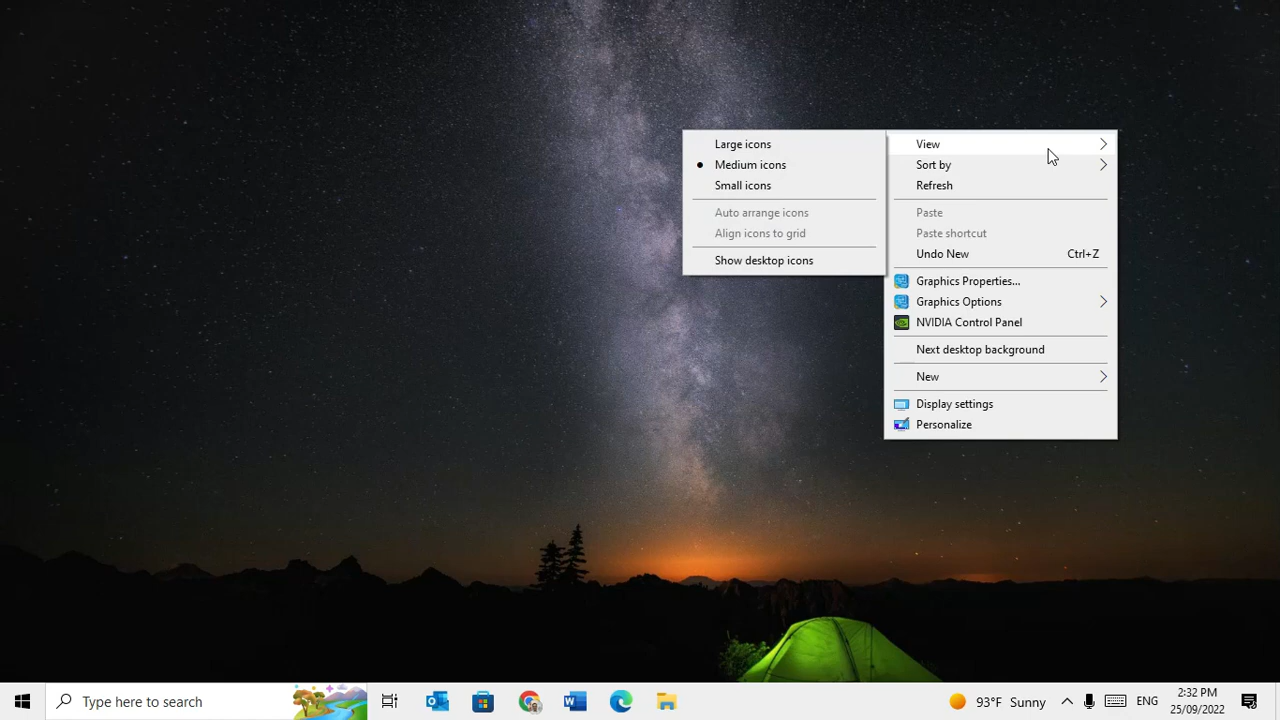 Large icons
Medium icons
Small icons
Auto arrange icons
Align icons to grid
Show desktop icons
View
Sort by
Refresh
Paste
Paste shortcut
Undo New Ctrl+Z
Graphics Properties...
Graphics Options
NVIDIA Control Panel
Next desktop background
New
Display settings
Personalize
Type here to search
93°F Sunny
ENG
2:32 PM
25/09/2022